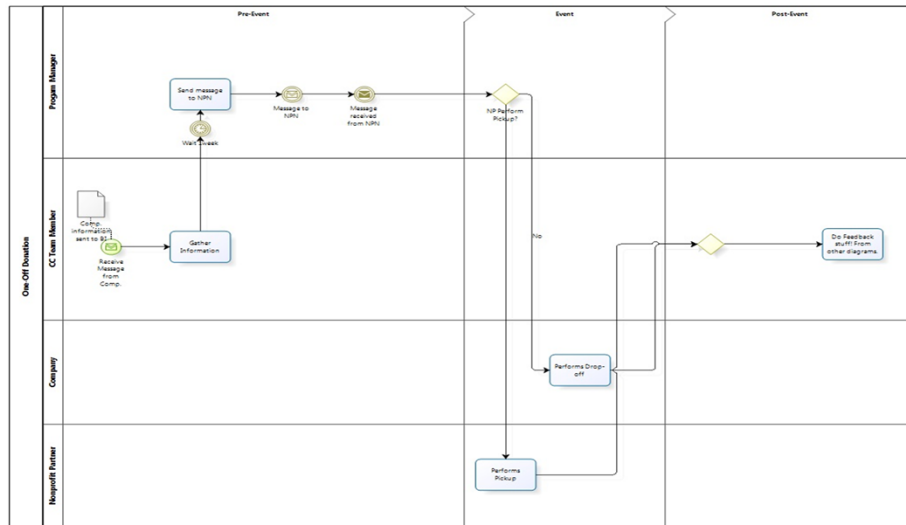 Pre-Event
Event
Post-Event
One-Off Donation
Progam Manager
Send message
to NPN
Message to
NPN
Message
received
from NPN
NP Perform
Pickup?
Wait 1 week
CC Team Member
Comp.
Information
sent to
Receive
Message
from
Comp.
Gather
Information
No
Do Feedback
stuff! From
other diagrams.
Company
Performs Drop-
off
Nonprofit Partner
Performs
Pickup